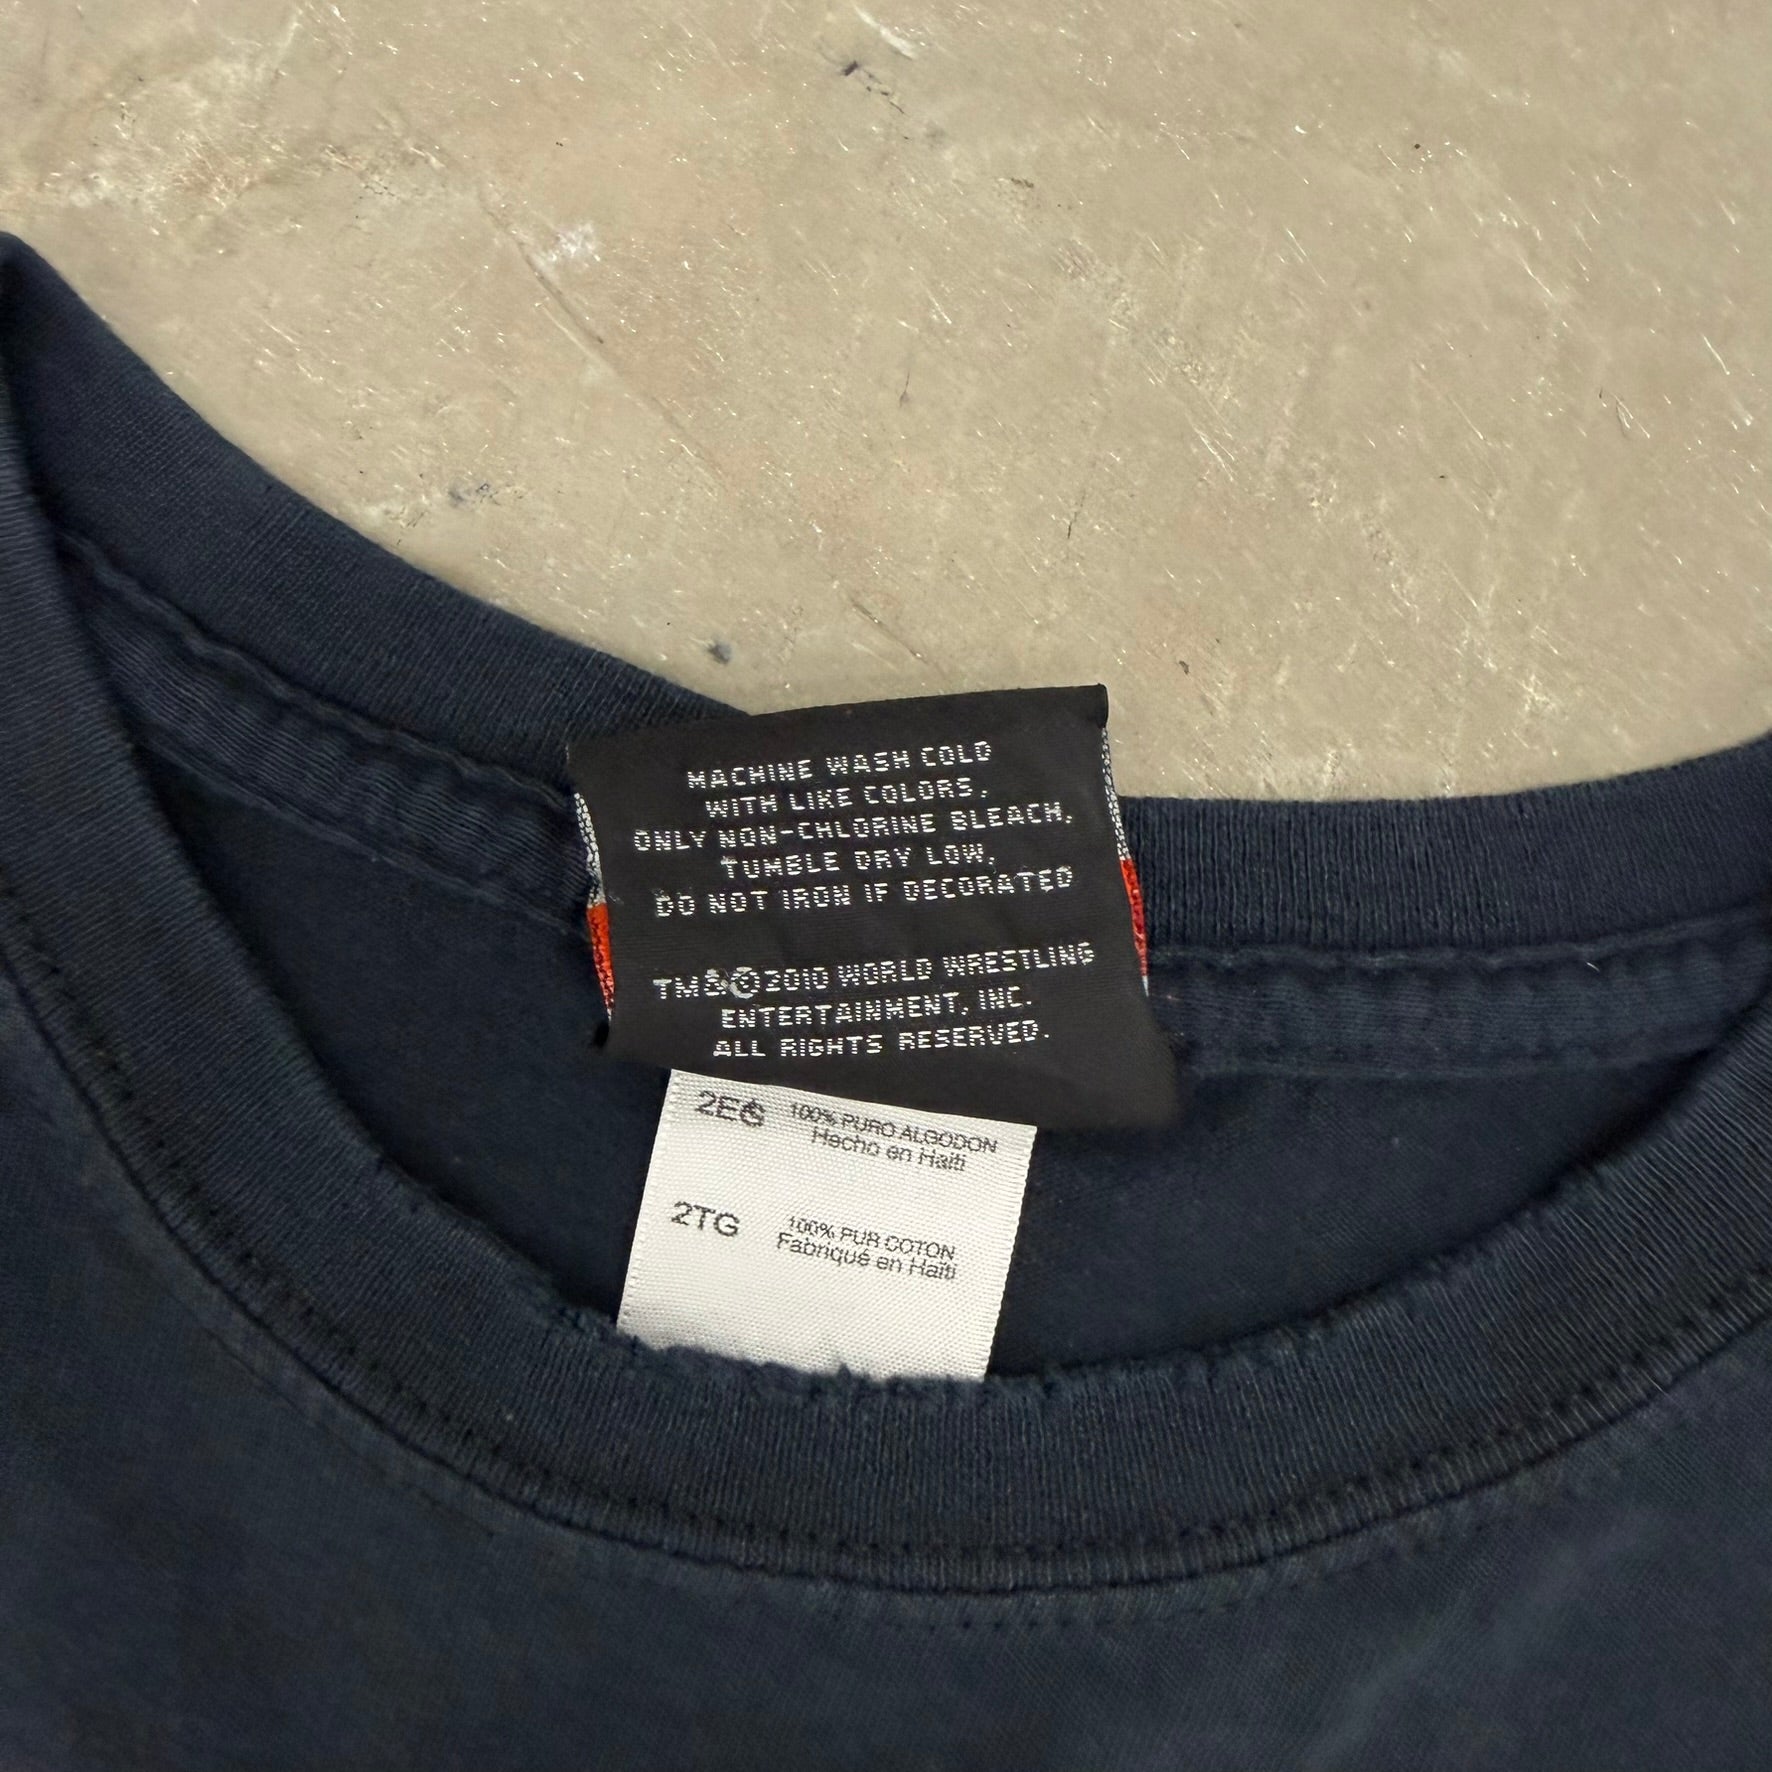 MACHINE WASH COLD
WITH LIKE COLORS,
ONLY NON-CHLORINE BLEACH,
TUMBLE DRY LOW,
DO NOT IRON IF DECORATED
TM&©2010 WORLD WRESTLING
ENTERTAINMENT, INC.
ALL RIGHTS RESERVED.
2EG 100% PURO ALGODON
Hecho en Haiti
2TG 100% PUR COTON
Fabriqué en Haïti